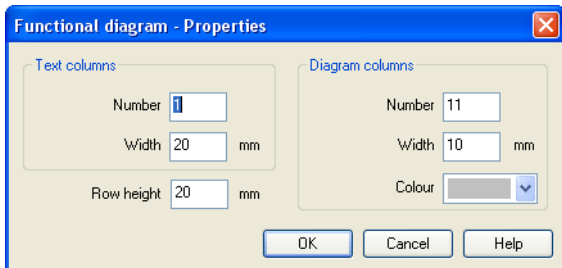 Functional diagram - Properties
Text columns
Number 1
Width 20 mm
Row height 20 mm
Diagram columns
Number 11
Width 10 mm
Colour
OK Cancel Help